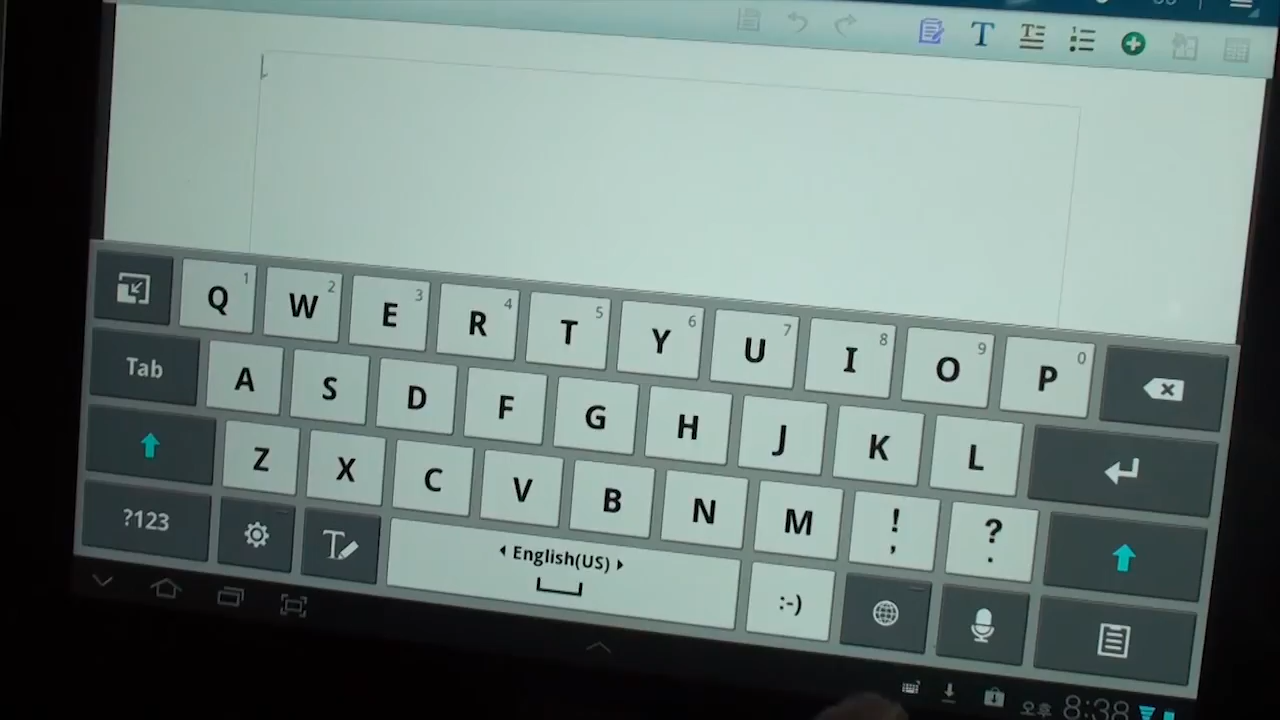 T T
Q 1 W 2 E 3 R 4 T 5 Y 6 U 7 I 8 O 9 P 0
Tab A S D F G H J K L
Z X C V B N M ! , ? .
?123 T English(US) :-)
오후 8:38